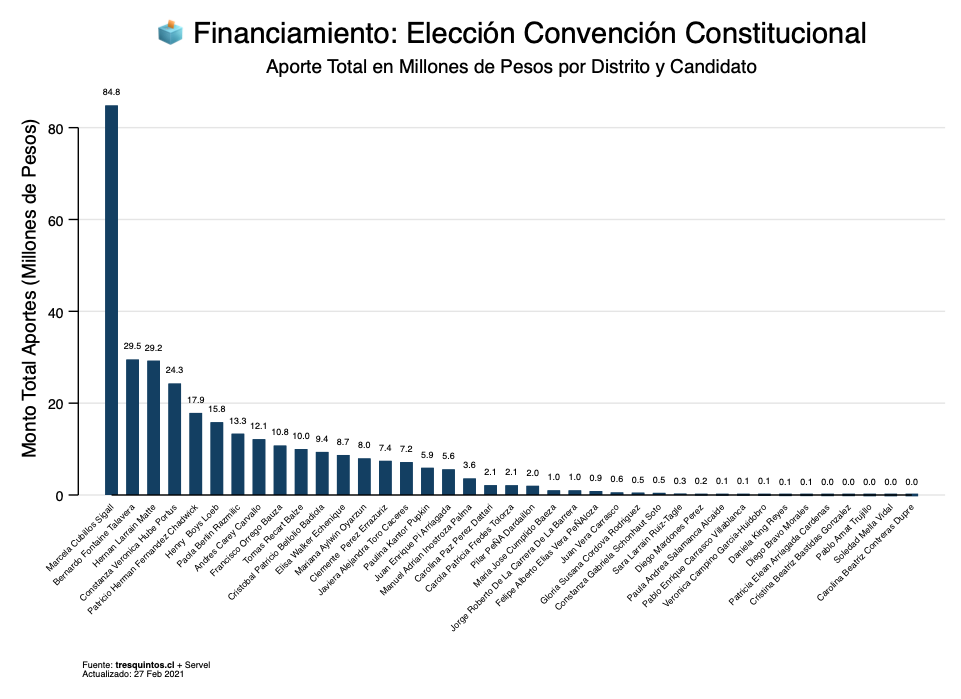 Financiamiento: Elección Convención Constitucional
Aporte Total en Millones de Pesos por Distrito y Candidato
Monto Total Aportes (Millones de Pesos)
80
60
40
20
0
84.8
29.5
29.2
24.3
17.9
15.8
13.3
12.1
10.8
10.0
9.4
8.7
8.0
7.4
7.2
5.9
5.6
3.6
2.1
2.1
2.0
1.0
1.0
0.9
0.6
0.5
0.5
0.3
0.2
0.1
0.1
0.1
0.1
0.1
0.0
0.0
0.0
0.0
0.0
Marcela Cubillos Sigall
Bernardo Fontaine Talavera
Hernan Larrain Matte
Constanza Veronica Hube Portus
Patricio Herman Fernandez Chadwick
Henry Boys Loeb
Paola Berlin Razmilic
Andres Carey Carvallo
Francisco Orrego Bauza
Tomas Recart Balze
Cristobal Patricio Bellolio Badiola
Elisa Walker Echenique
Mariana Aylwin Oyarzun
Clemente Perez Errazuriz
Javiera Alejandra Toro Caceres
Paulina Kantor Pupkin
Juan Enrique Pi Arriagada
Manuel Adrian Inostroza Palma
Carolina Paz Perez Dattari
Carola Patricia Fredes Tolorza
Pilar PeÑA Dardaillon
Maria Jose Cumplido Baeza
Jorge Roberto De La Carrera De La Barrera
Felipe Alberto Elias Vera PeÑAloza
Juan Vera Carrasco
Gloria Susana Cordova Rodriguez
Constanza Gabriela Schonhaut Soto
Sara Larrain Ruiz-Tagle
Diego Mardones Perez
Paula Andrea Salamanca Alcaide
Pablo Enrique Carrasco Villablanca
Veronica Campino Garcia-Huidobro
Daniela King Reyes
Diego Bravo Morales
Patricia Elean Arriagada Cardenas
Cristina Beatriz Bastidas Gonzalez
Pablo Amat Trujillo
Soledad Mella Vidal
Carolina Beatriz Contreras Dupre
Fuente: tresquintos.cl + Servel
Actualizado: 27 Feb 2021